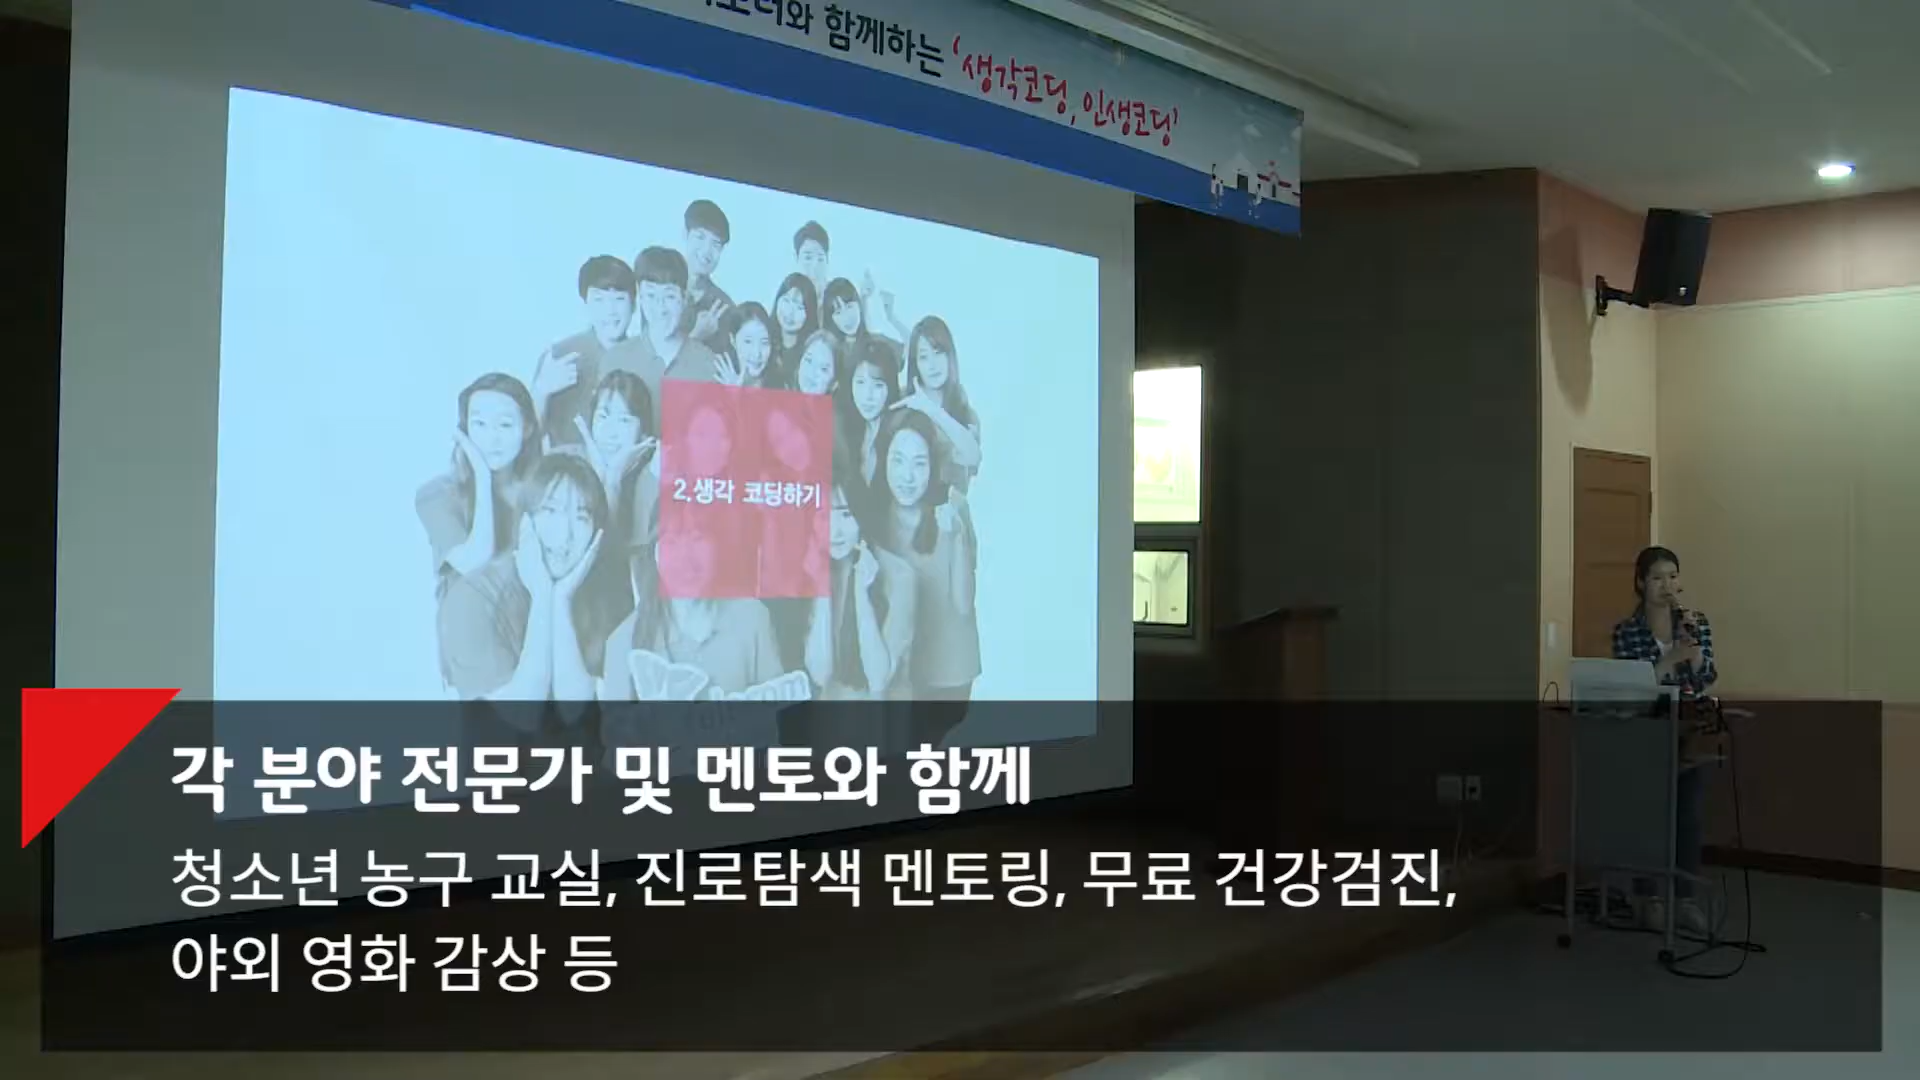 함께하는 '생각코딩, 인생코딩'
2.생각 코딩하기
각 분야 전문가 및 멘토와 함께
청소년 농구 교실, 진로탐색 멘토링, 무료 건강검진,
야외 영화 감상 등